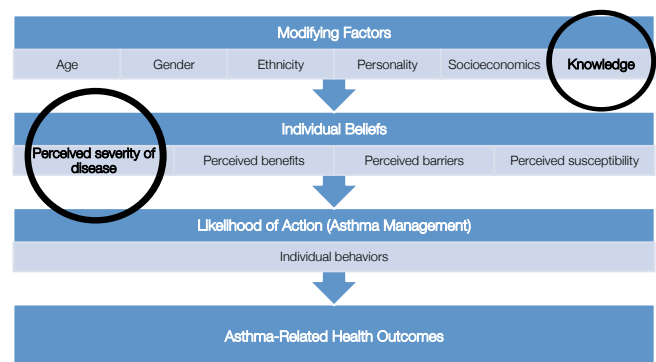 Modifying Factors
Age Gender Ethnicity Personality Socioeconomics Knowledge
Individual Beliefs
Perceived severity of
disease
Perceived benefits Perceived barriers Perceived susceptibility
Likelihood of Action (Asthma Management)
Individual behaviors
Asthma-Related Health Outcomes